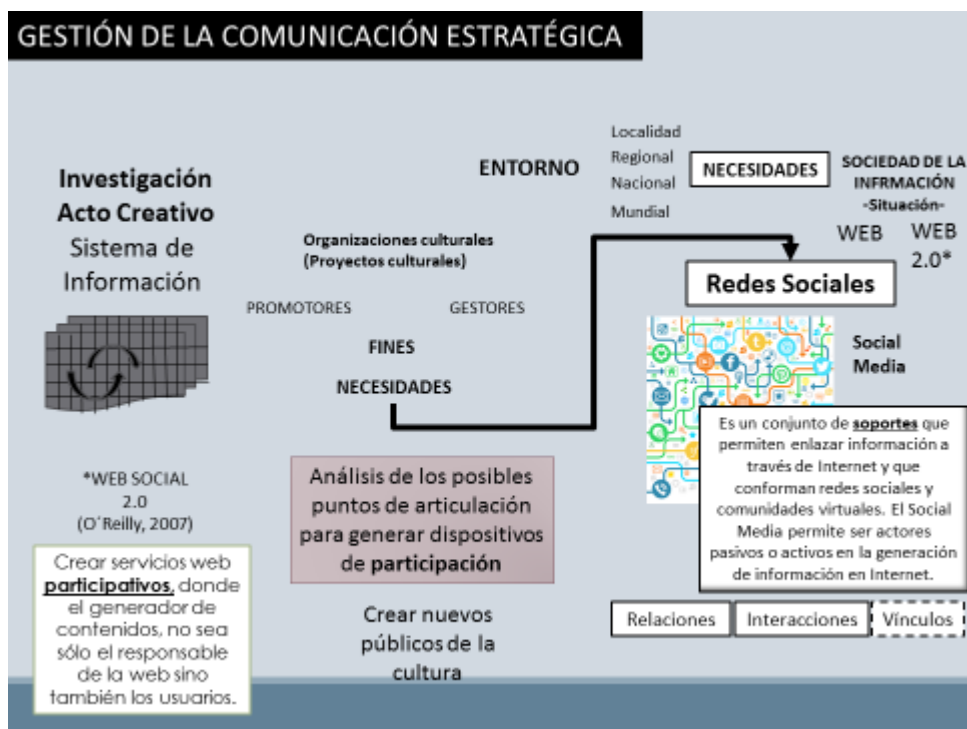 GESTIÓN DE LA COMUNICACIÓN ESTRATÉGICA
Investigación
Acto Creativo
Sistema de
Información
*WEB SOCIAL
2.0
(O´Reilly, 2007)
Crear servicios web
participativos, donde
el generador de
contenidos, no sea
sólo el responsable
de la web sino
también los usuarios.
ENTORNO
Organizaciones culturales
(Proyectos culturales)
PROMOTORES
GESTORES
FINES
NECESIDADES
Análisis de los posibles
puntos de articulación
para generar dispositivos
de participación
Crear nuevos
públicos de la
cultura
Localidad
Regional
Nacional
Mundial
NECESIDADES
SOCIEDAD DE LA
INFRMACIÓN
-Situación-
WEB
WEB
2.0*
Redes Sociales
Social
Media
Es un conjunto de soportes que
permiten enlazar información a
través de Internet y que
conforman redes sociales y
comunidades virtuales. El Social
Media permite ser actores
pasivos o activos en la generación
de información en Internet.
Relaciones
Interacciones
Vínculos